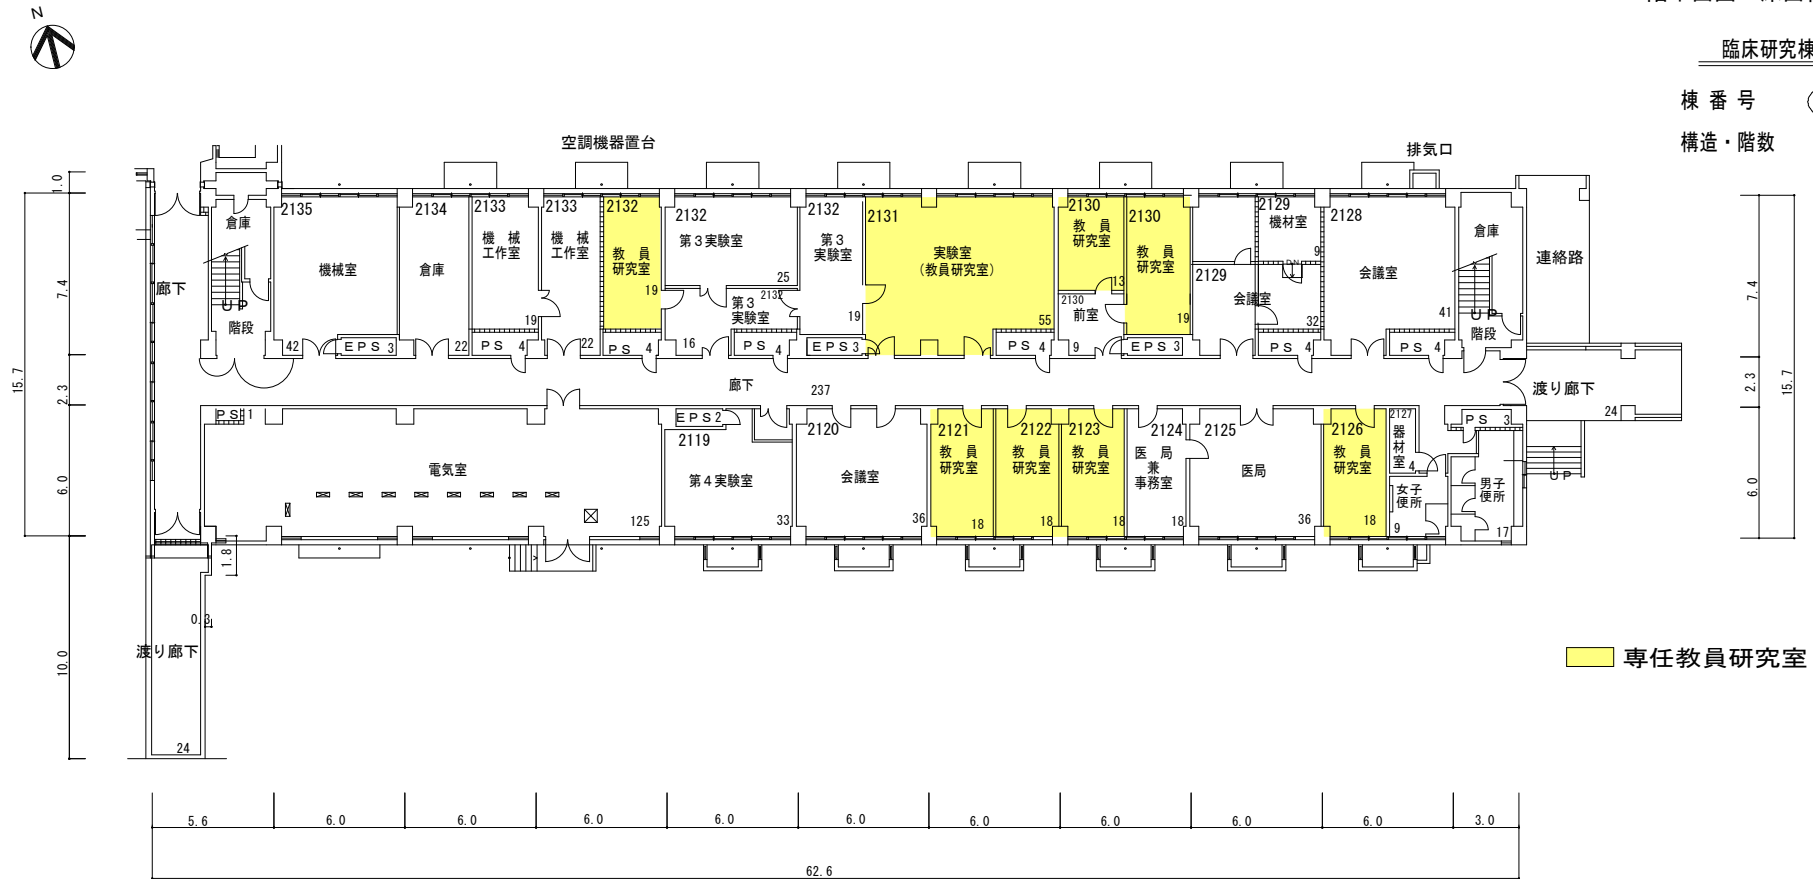 N
臨床研究棟
棟 番 号
構造・階数
空調機器置台
排気口
1.0
7.4
2.3
6.0
15.7
10.0
1.8
0.3
廊下
倉庫
UP
階段
2135
機械室
42
EPS 3
2134
倉庫
22
2133
機 械
工作室
19
PS 4
2133
機 械
工作室
22
2132
教 員
研究室
19
PS 4
2132
第3実験室
25
2132
第3
実験室
16
PS 4
2132
第3
実験室
19
EPS 3
2131
実験室
(教員研究室)
55
PS 4
2130
教 員
研究室
13
2130
前室
9
2130
教 員
研究室
19
EPS 3
2129
機材室
9
2129
会議室
DN
32
PS 4
2128
会議室
41
PS 4
倉庫
UP
階段
連絡路
7.4
2.3
6.0
15.7
廊下
237
渡り廊下
24
PS 1
電気室
125
EPS 2
2119
第4実験室
33
2120
会議室
36
2121
教 員
研究室
18
2122
教 員
研究室
18
2123
教 員
研究室
18
2124
医 局
兼
事務室
18
2125
医局
36
2126
教 員
研究室
18
2127
器
材
室
4
女子
便所
9
PS 3
男子
便所
17
UP
渡り廊下
24
専任教員研究室
5.6
6.0
6.0
6.0
6.0
6.0
6.0
6.0
6.0
6.0
3.0
62.6